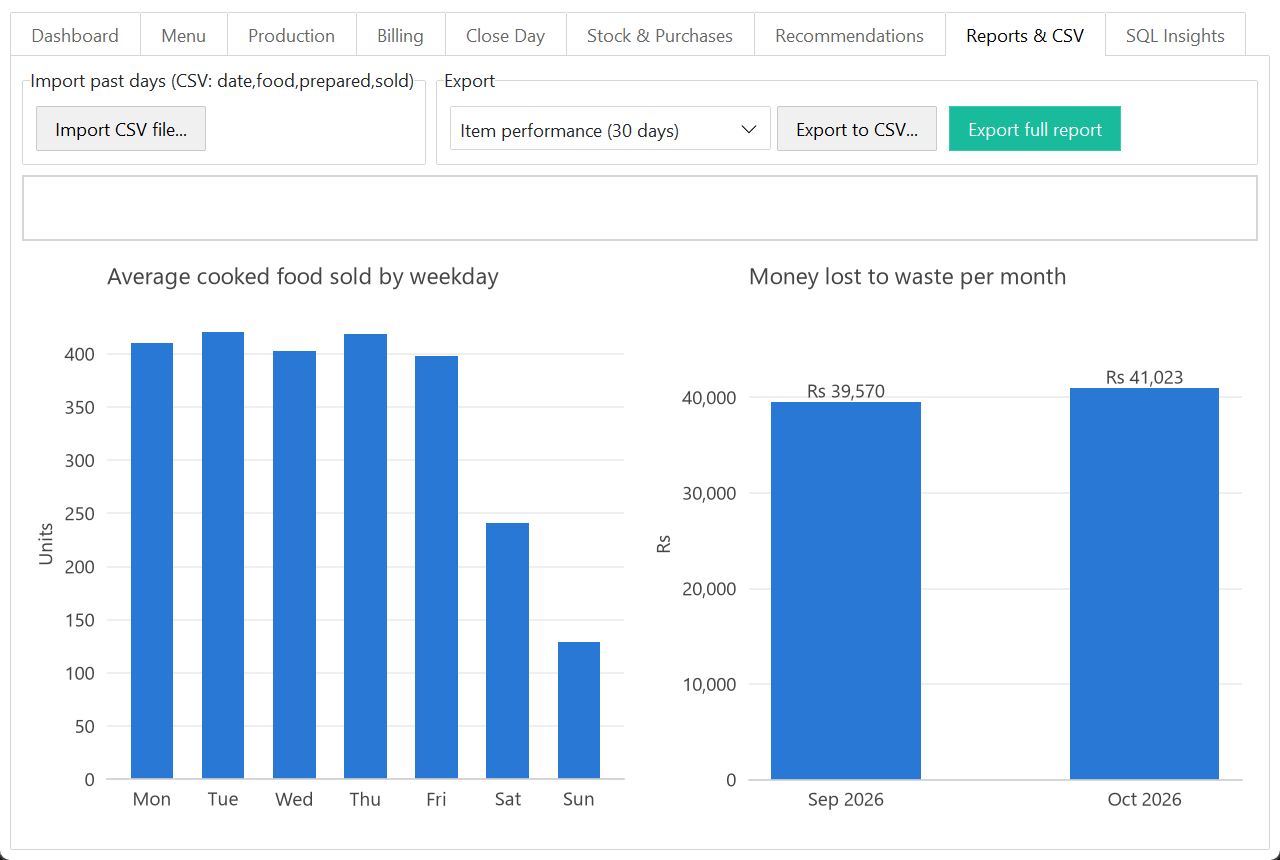 Dashboard Menu Production Billing Close Day Stock & Purchases Recommendations Reports & CSV SQL Insights
Import past days (CSV: date,food,prepared,sold)
Import CSV file...
Export
Item performance (30 days)
Export to CSV...
Export full report
Average cooked food sold by weekday
Units
400
350
300
250
200
150
100
50
0
Mon Tue Wed Thu Fri Sat Sun
Money lost to waste per month
Rs
40,000
30,000
20,000
10,000
0
Rs 39,570
Rs 41,023
Sep 2026 Oct 2026